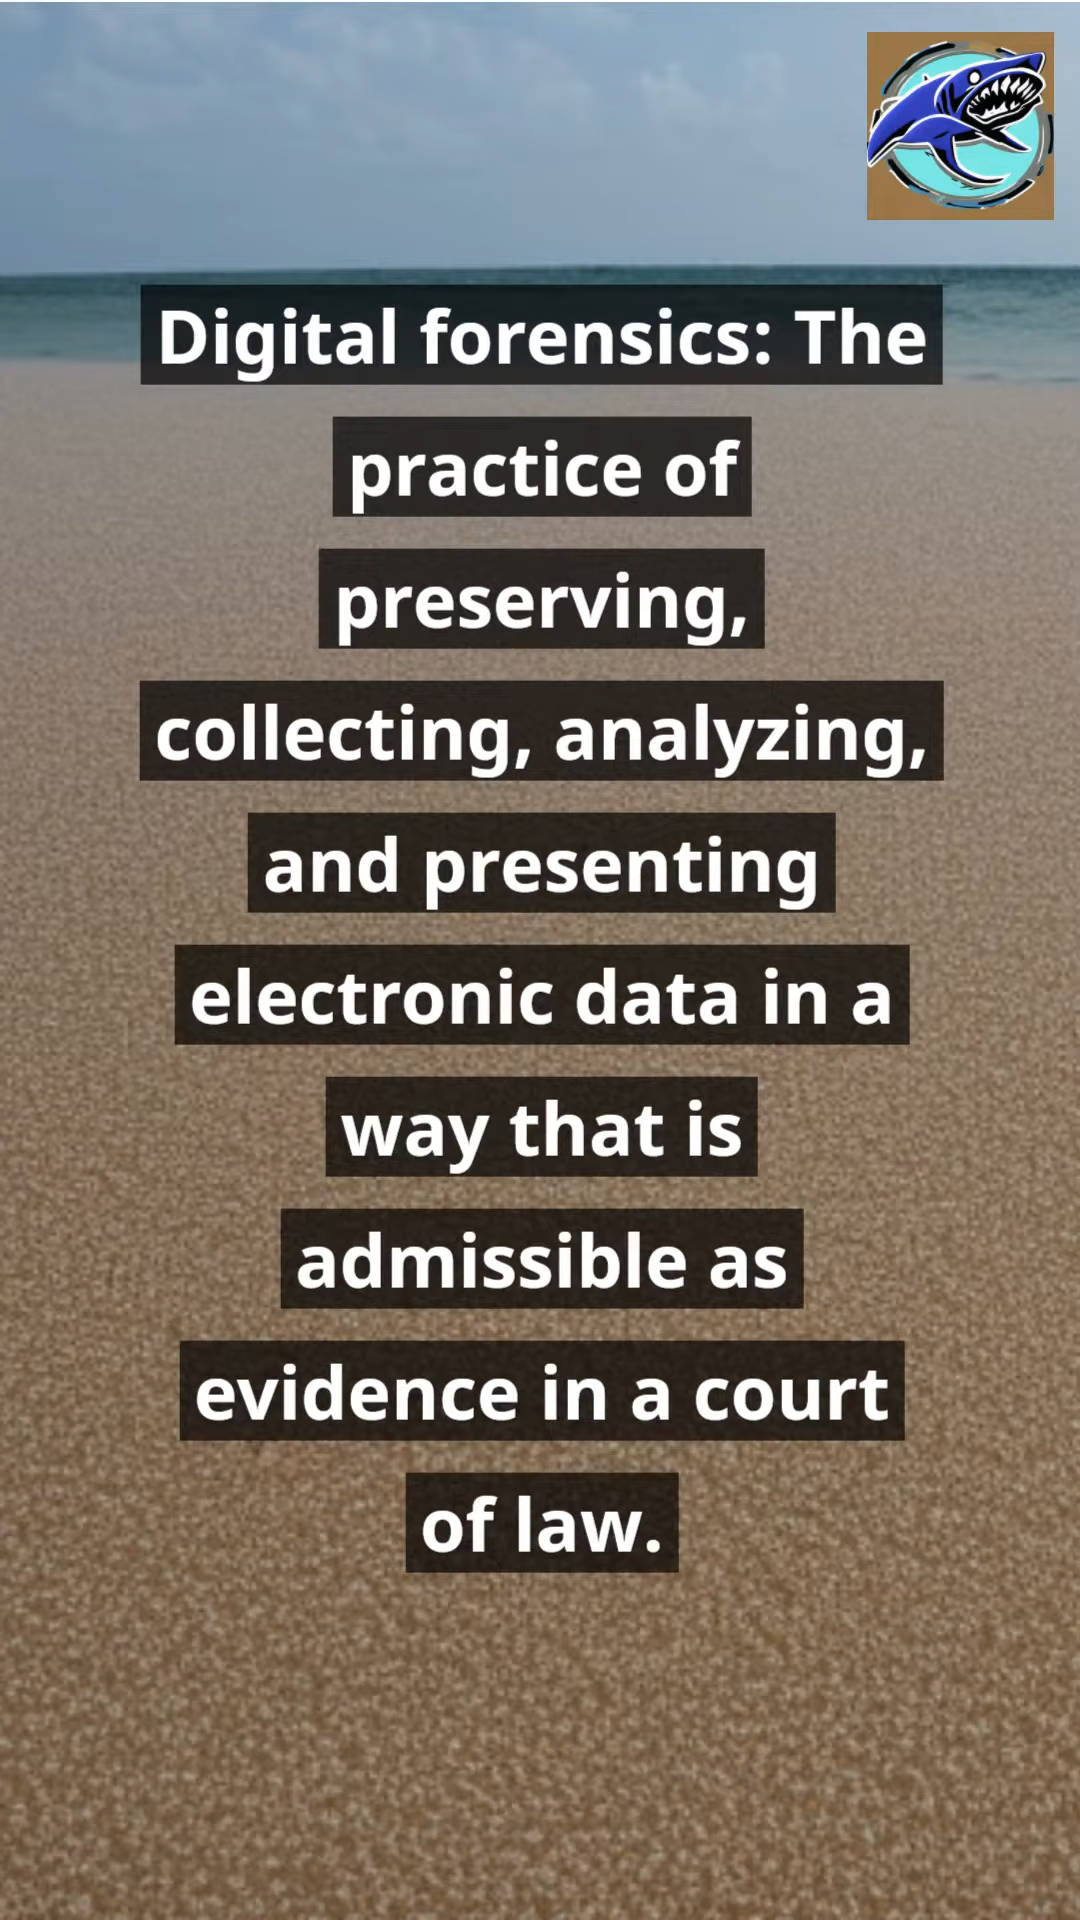 Digital forensics: The
practice of
preserving,
collecting, analyzing,
and presenting
electronic data in a
way that is
admissible as
evidence in a court
of law.